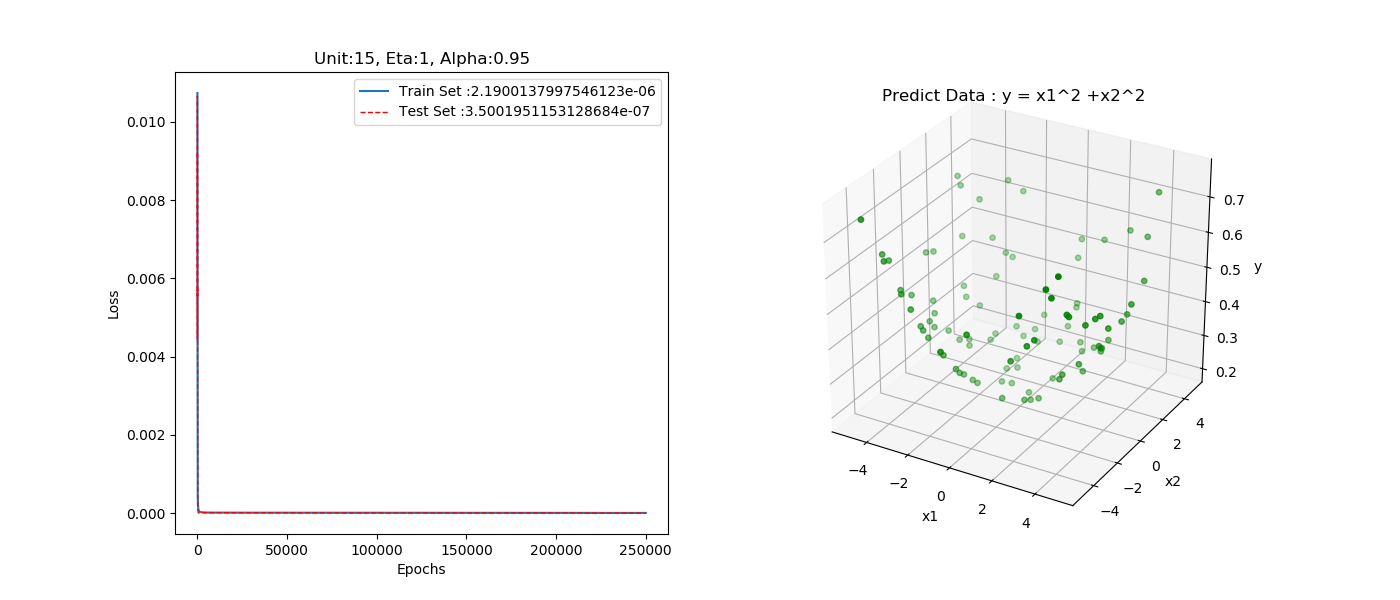 Unit:15, Eta:1, Alpha:0.95
Train Set :2.1900137997546123e-06
Test Set :3.5001951153128684e-07
0.010
0.008
0.006
0.004
0.002
0.000
Loss
0 50000 100000 150000 200000 250000
Epochs
Predict Data : y = x1^2 +x2^2
0.7
0.6
0.5
0.4
0.3
0.2
y
−4 −2 0 2 4
x1
−4 −2 0 2 4
x2